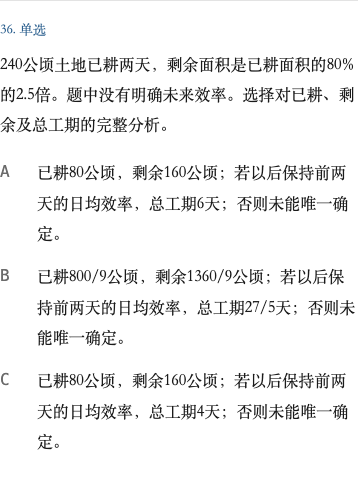 36. 单选
240公顷土地已耕两天，剩余面积是已耕面积的80%
的2.5倍。题中没有明确未来效率。选择对已耕、剩
余及总工期的完整分析。
A 已耕80公顷，剩余160公顷；若以后保持前两
天的日均效率，总工期6天；否则未能唯一确
定。
B 已耕800/9公顷，剩余1360/9公顷；若以后保
持前两天的日均效率，总工期27/5天；否则未
能唯一确定。
C 已耕80公顷，剩余160公顷；若以后保持前两
天的日均效率，总工期4天；否则未能唯一确
定。